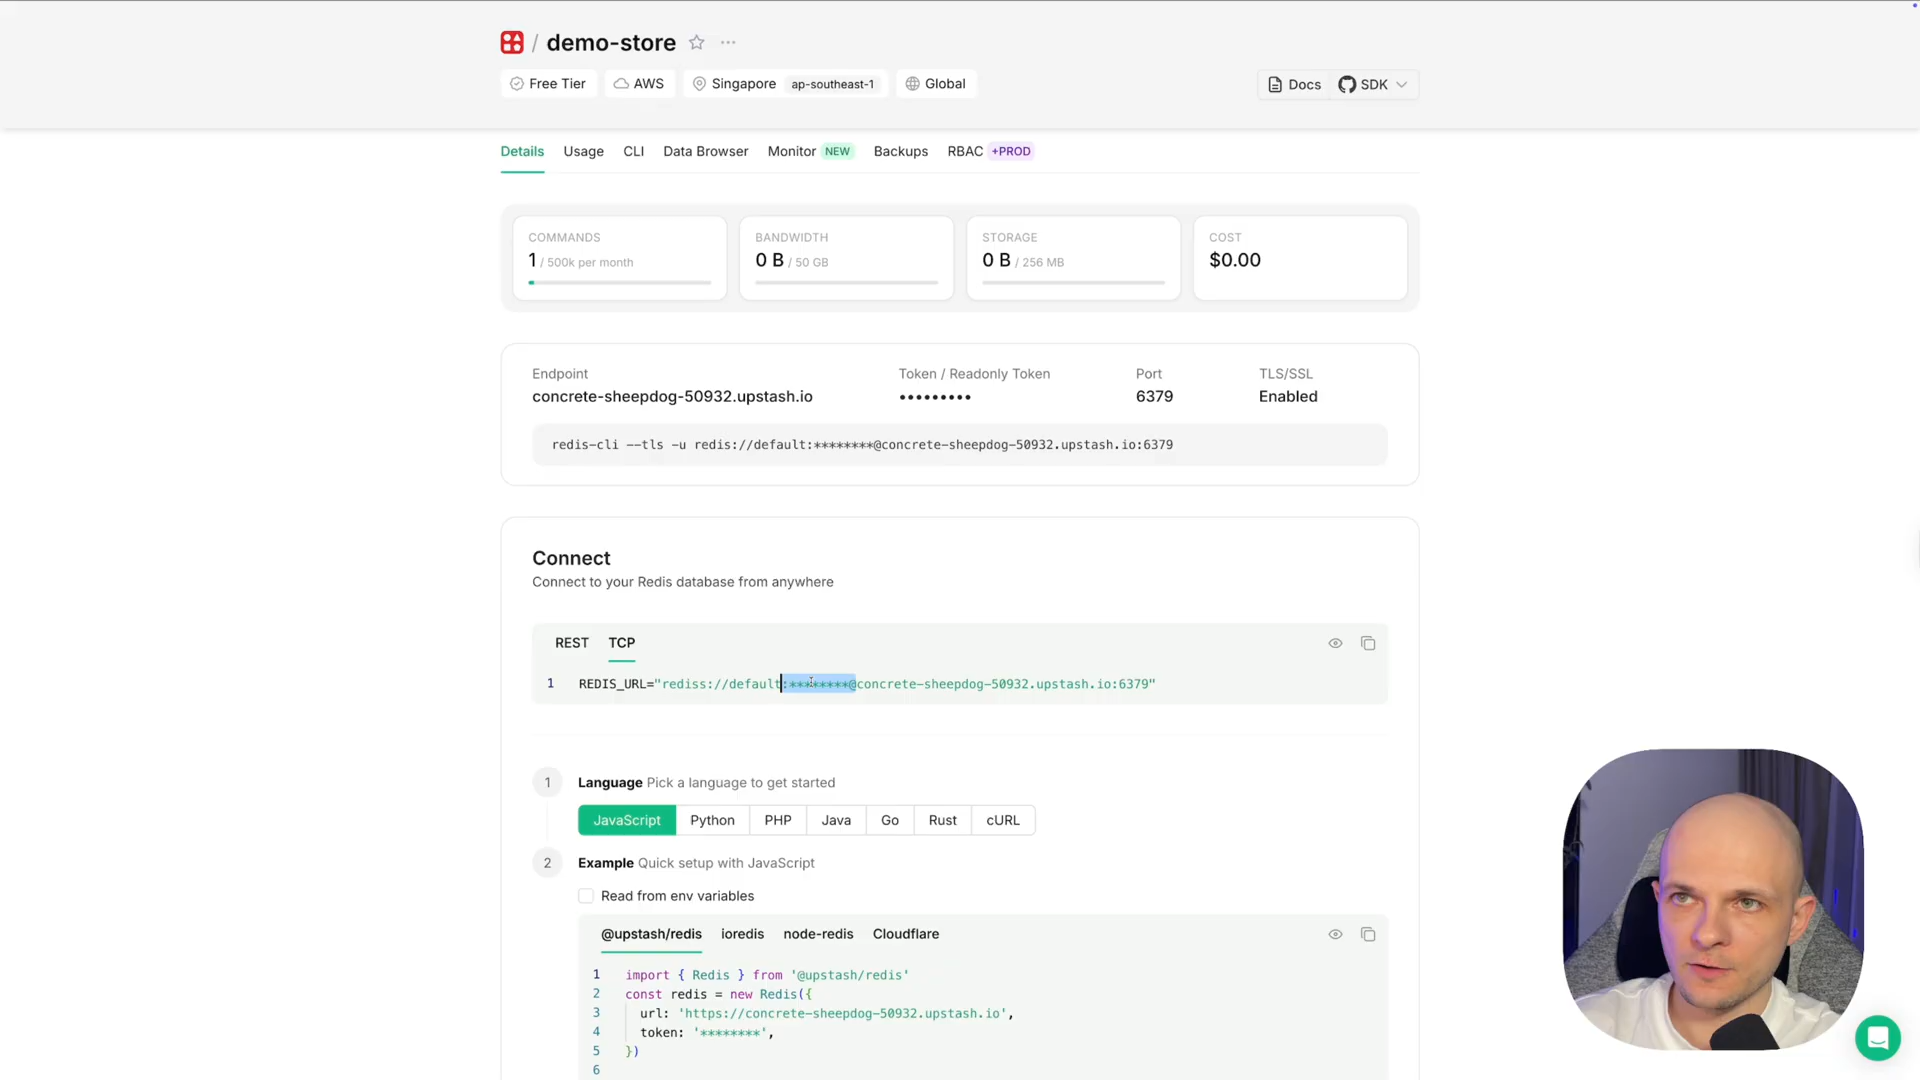 / demo-store
Free Tier AWS Singapore ap-southeast-1 Global
Docs SDK
Details Usage CLI Data Browser Monitor NEW Backups RBAC +PROD
COMMANDS BANDWIDTH STORAGE COST
1 / 500k per month 0 B / 50 GB 0 B / 256 MB $0.00
Endpoint Token / Readonly Token Port TLS/SSL
concrete-sheepdog-50932.upstash.io ••••••••• 6379 Enabled
redis-cli --tls -u redis://default:********@concrete-sheepdog-50932.upstash.io:6379
Connect
Connect to your Redis database from anywhere
REST TCP
1 REDIS_URL="rediss://default:********@concrete-sheepdog-50932.upstash.io:6379"
1 Language Pick a language to get started
JavaScript Python PHP Java Go Rust cURL
2 Example Quick setup with JavaScript
Read from env variables
@upstash/redis ioredis node-redis Cloudflare
1 import { Redis } from '@upstash/redis'
2 const redis = new Redis({
3 url: 'https://concrete-sheepdog-50932.upstash.io',
4 token: '********',
5 })
6